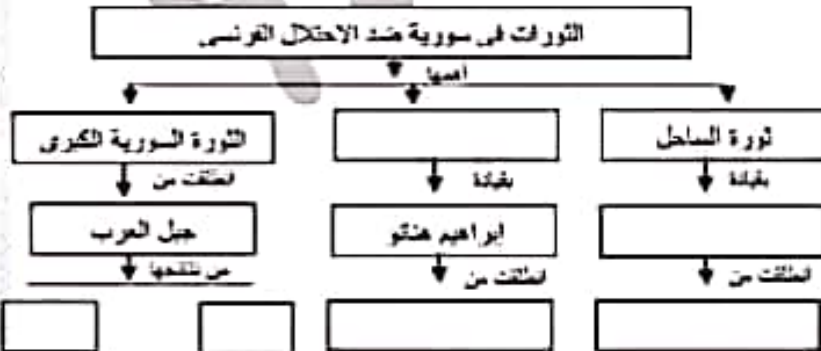 الثورات في سورية ضد الاحتلال الفرنسي
أهمها
ثورة الساحل
الثورة السورية الكبرى
بقيادة
بقيادة
انطلقت من
ابراهيم هنانو
جبل العرب
انطلقت من
انطلقت من
من نتائجها